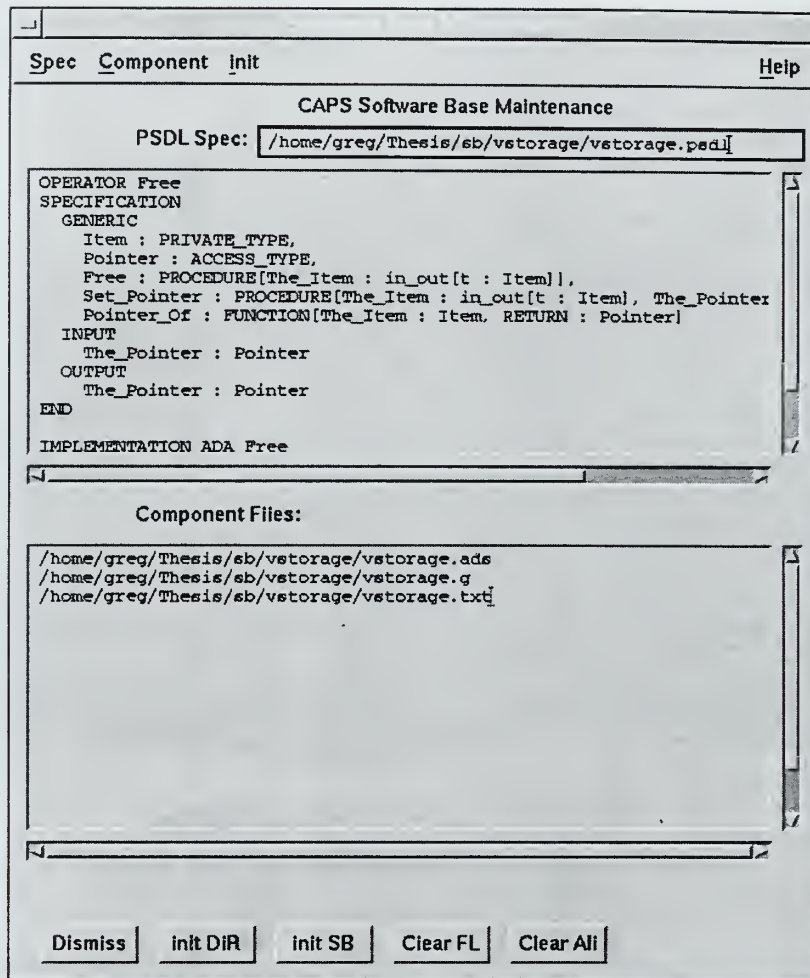 Spec Component Init Help
CAPS Software Base Maintenance
PSDL Spec: /home/greg/Thesis/sb/vstorage/vstorage.psdl
OPERATOR Free
SPECIFICATION
GENERIC
Item : PRIVATE_TYPE,
Pointer : ACCESS_TYPE,
Free : PROCEDURE[The_Item : in_out[t : Item]],
Set_Pointer : PROCEDURE[The_Item : in_out[t : Item], The_Pointer
Pointer_Of : FUNCTION[The_Item : Item, RETURN : Pointer]
INPUT
The_Pointer : Pointer
OUTPUT
The_Pointer : Pointer
END
IMPLEMENTATION ADA Free
Component Files:
/home/greg/Thesis/sb/vstorage/vstorage.ads
/home/greg/Thesis/sb/vstorage/vstorage.g
/home/greg/Thesis/sb/vstorage/vstorage.txt
Dismiss Init DIR Init SB Clear FL Clear All